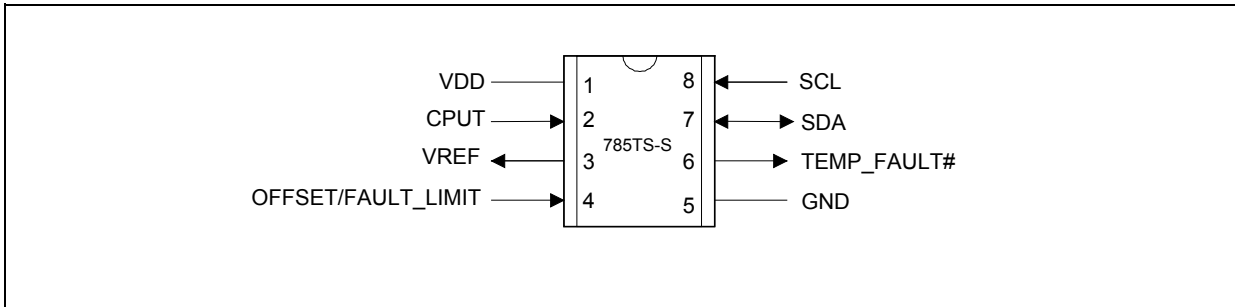 VDD 1 8 SCL
CPUT 2 7 SDA
785TS-S
VREF 3 6 TEMP_FAULT#
OFFSET/FAULT_LIMIT 4 5 GND